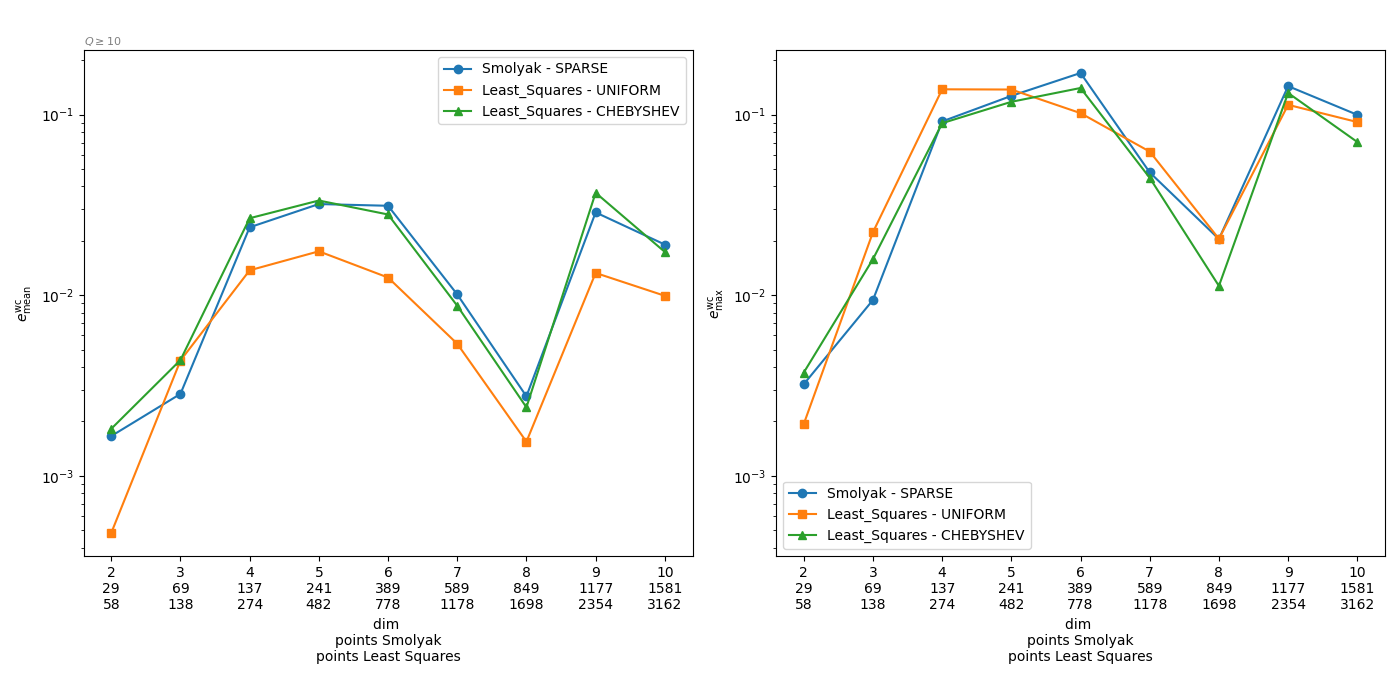 Q ≥ 10
Smolyak - SPARSE
Least_Squares - UNIFORM
Least_Squares - CHEBYSHEV
10⁻¹
10⁻²
10⁻³
e^wc_mean
2 3 4 5 6 7 8 9 10
29 69 137 241 389 589 849 1177 1581
58 138 274 482 778 1178 1698 2354 3162
dim
points Smolyak
points Least Squares
10⁻¹
10⁻²
10⁻³
e^wc_max
Smolyak - SPARSE
Least_Squares - UNIFORM
Least_Squares - CHEBYSHEV
2 3 4 5 6 7 8 9 10
29 69 137 241 389 589 849 1177 1581
58 138 274 482 778 1178 1698 2354 3162
dim
points Smolyak
points Least Squares